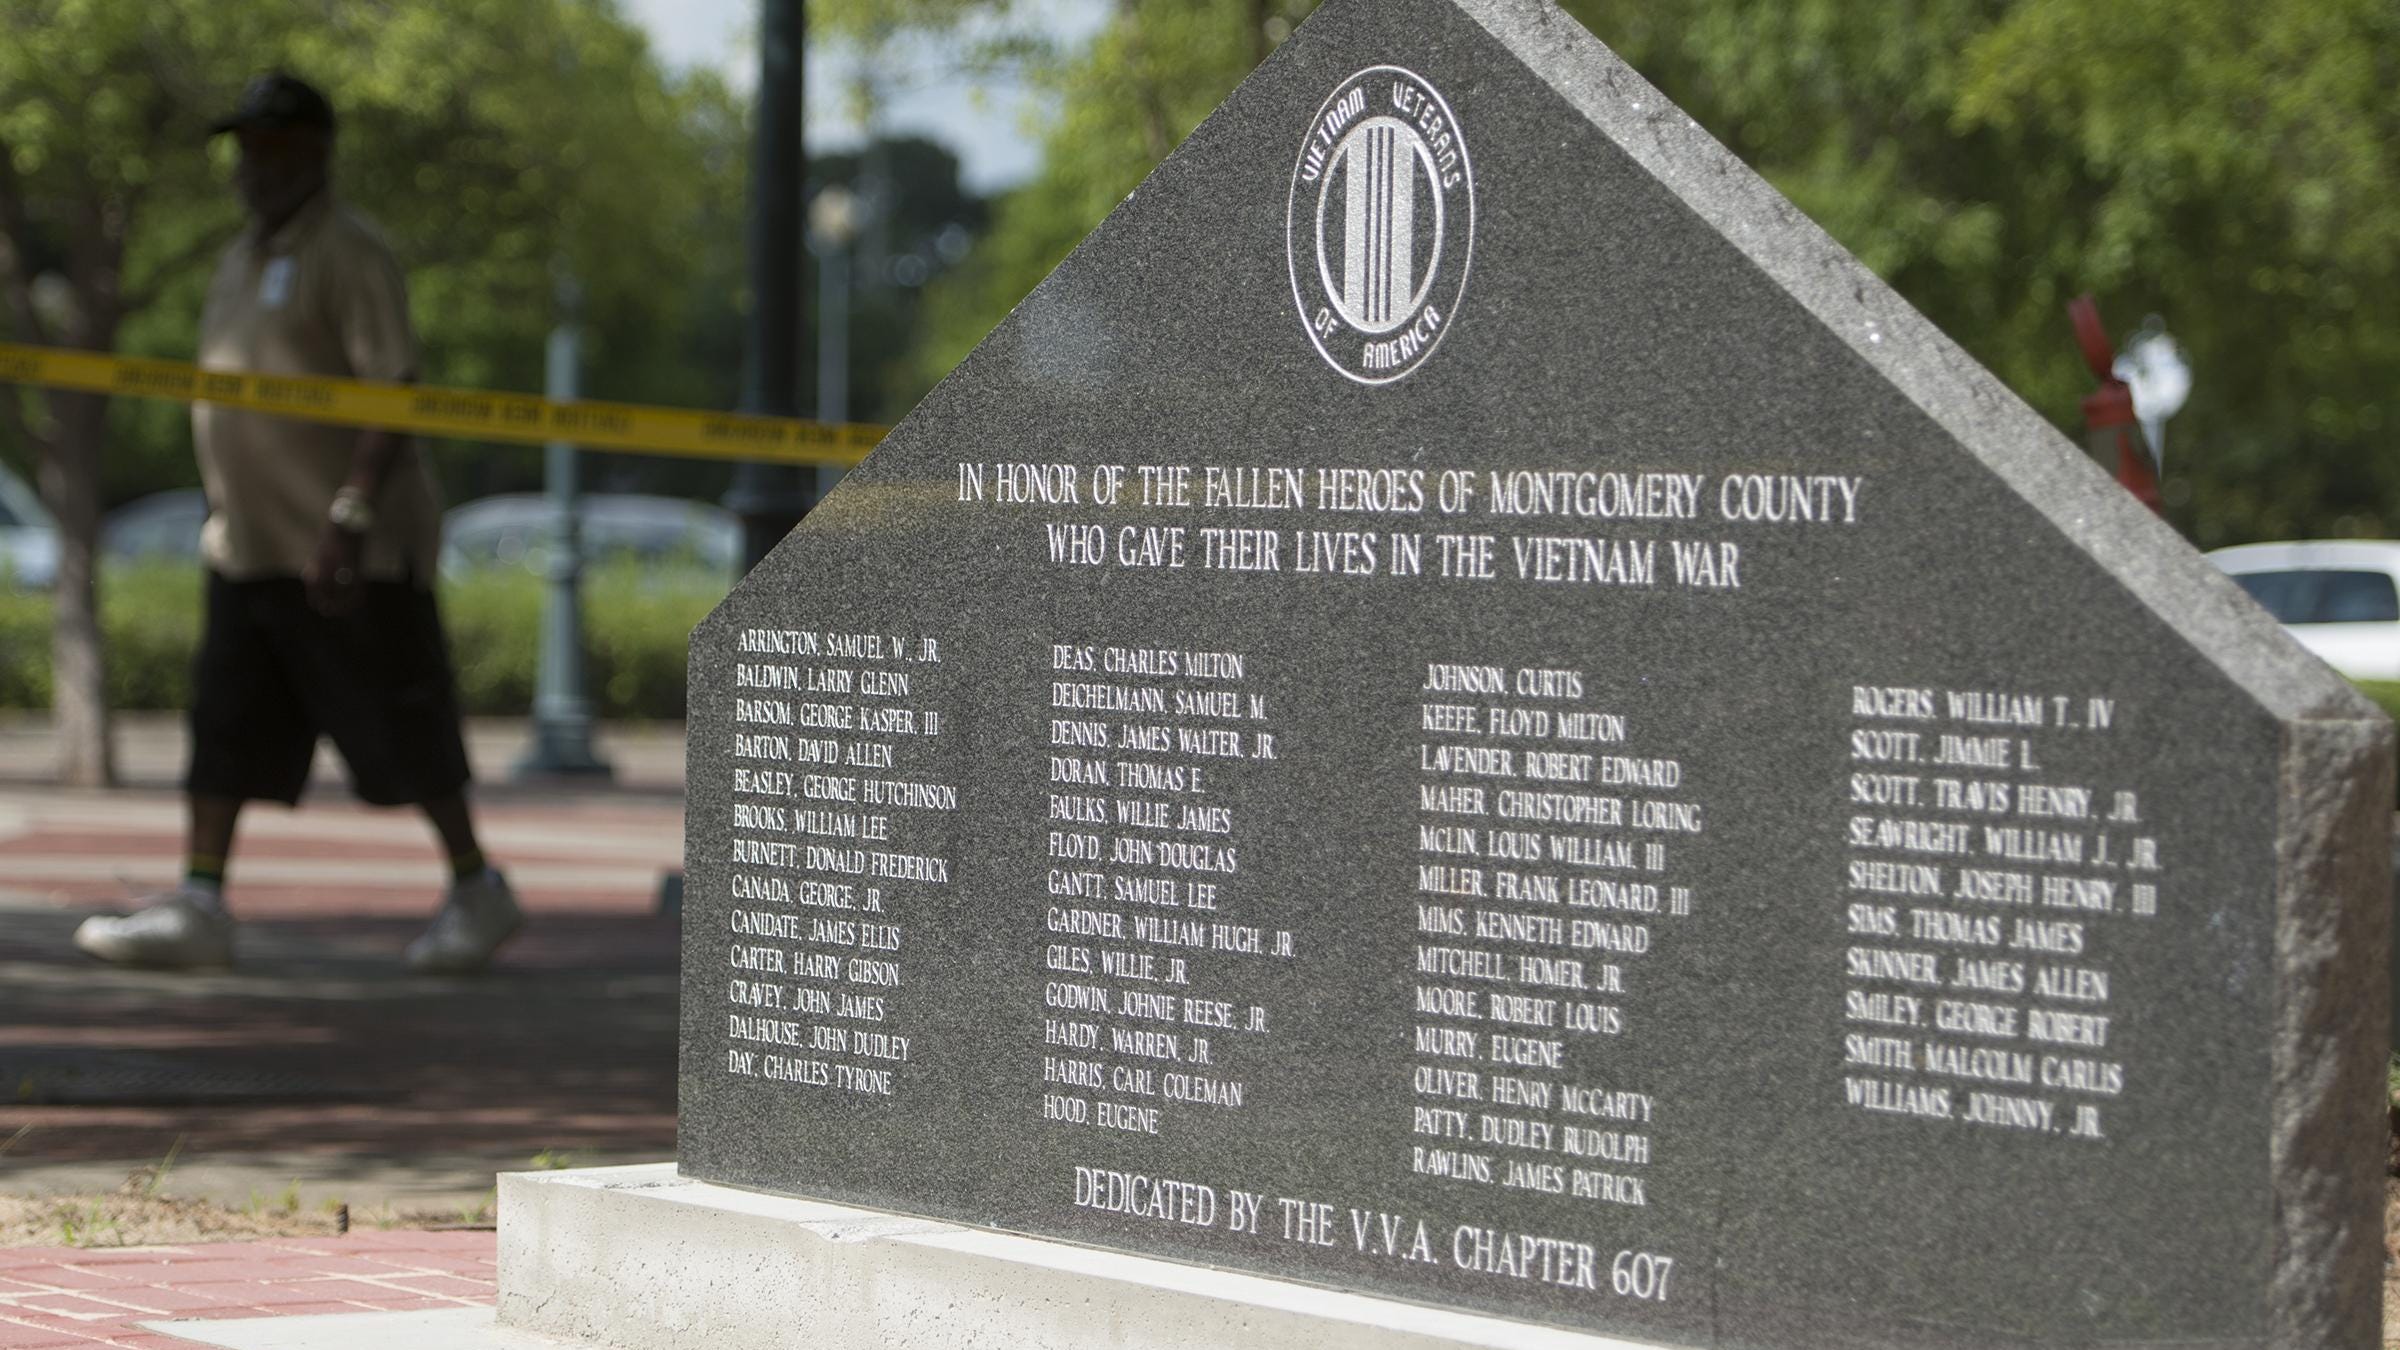 VIETNAM VETERANS
OF AMERICA
IN HONOR OF THE FALLEN HEROES OF MONTGOMERY COUNTY
WHO GAVE THEIR LIVES IN THE VIETNAM WAR
ARRINGTON, SAMUEL W., JR.
BALDWIN, LARRY GLENN
BARSOM, GEORGE KASPER, III
BARTON, DAVID ALLEN
BEASLEY, GEORGE HUTCHINSON
BROOKS, WILLIAM LEE
BURNETT, DONALD FREDERICK
CANADA, GEORGE, JR.
CANIDATE, JAMES ELLIS
CARTER, HARRY GIBSON
CRAVEY, JOHN JAMES
DALHOUSE, JOHN DUDLEY
DAY, CHARLES TYRONE
DEAS, CHARLES MILTON
DEICHELMANN, SAMUEL M.
DENNIS, JAMES WALTER, JR.
DORAN, THOMAS E.
FAULKS, WILLIE JAMES
FLOYD, JOHN DOUGLAS
GANTT, SAMUEL LEE
GARDNER, WILLIAM HUGH, JR.
GILES, WILLIE, JR.
GODWIN, JOHNIE REESE, JR.
HARDY, WARREN, JR.
HARRIS, CARL COLEMAN
HOOD, EUGENE
JOHNSON, CURTIS
KEEFE, FLOYD MILTON
LAVENDER, ROBERT EDWARD
MAHER, CHRISTOPHER LORING
McLIN, LOUIS WILLIAM, III
MILLER, FRANK LEONARD, III
MIMS, KENNETH EDWARD
MITCHELL, HOMER, JR.
MOORE, ROBERT LOUIS
MURRY, EUGENE
OLIVER, HENRY McCARTY
PATTY, DUDLEY RUDOLPH
RAWLINS, JAMES PATRICK
ROGERS, WILLIAM T., IV
SCOTT, JIMMIE L.
SCOTT, TRAVIS HENRY, JR.
SEAWRIGHT, WILLIAM J., JR.
SHELTON, JOSEPH HENRY, III
SIMS, THOMAS JAMES
SKINNER, JAMES ALLEN
SMILEY, GEORGE ROBERT
SMITH, MALCOLM CARLIS
WILLIAMS, JOHNNY, JR.
DEDICATED BY THE V.V.A. CHAPTER 607